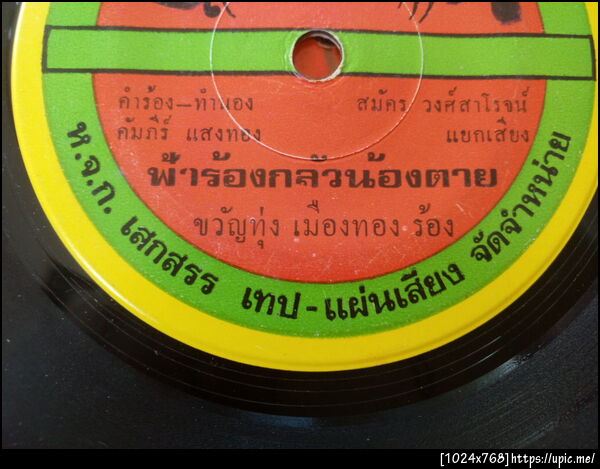 คำร้อง-ทำนอง
คัมภีร์ แสงทอง
สมัคร วงศ์สาโรจน์
แยกเสียง
ฟ้าร้องกลัวน้องตาย
ขวัญทุ่ง เมืองทอง ร้อง
ห.จ.ก. เสกสรร เทป-แผ่นเสียง จัดจำหน่าย
[1024x768]https://upic.me/